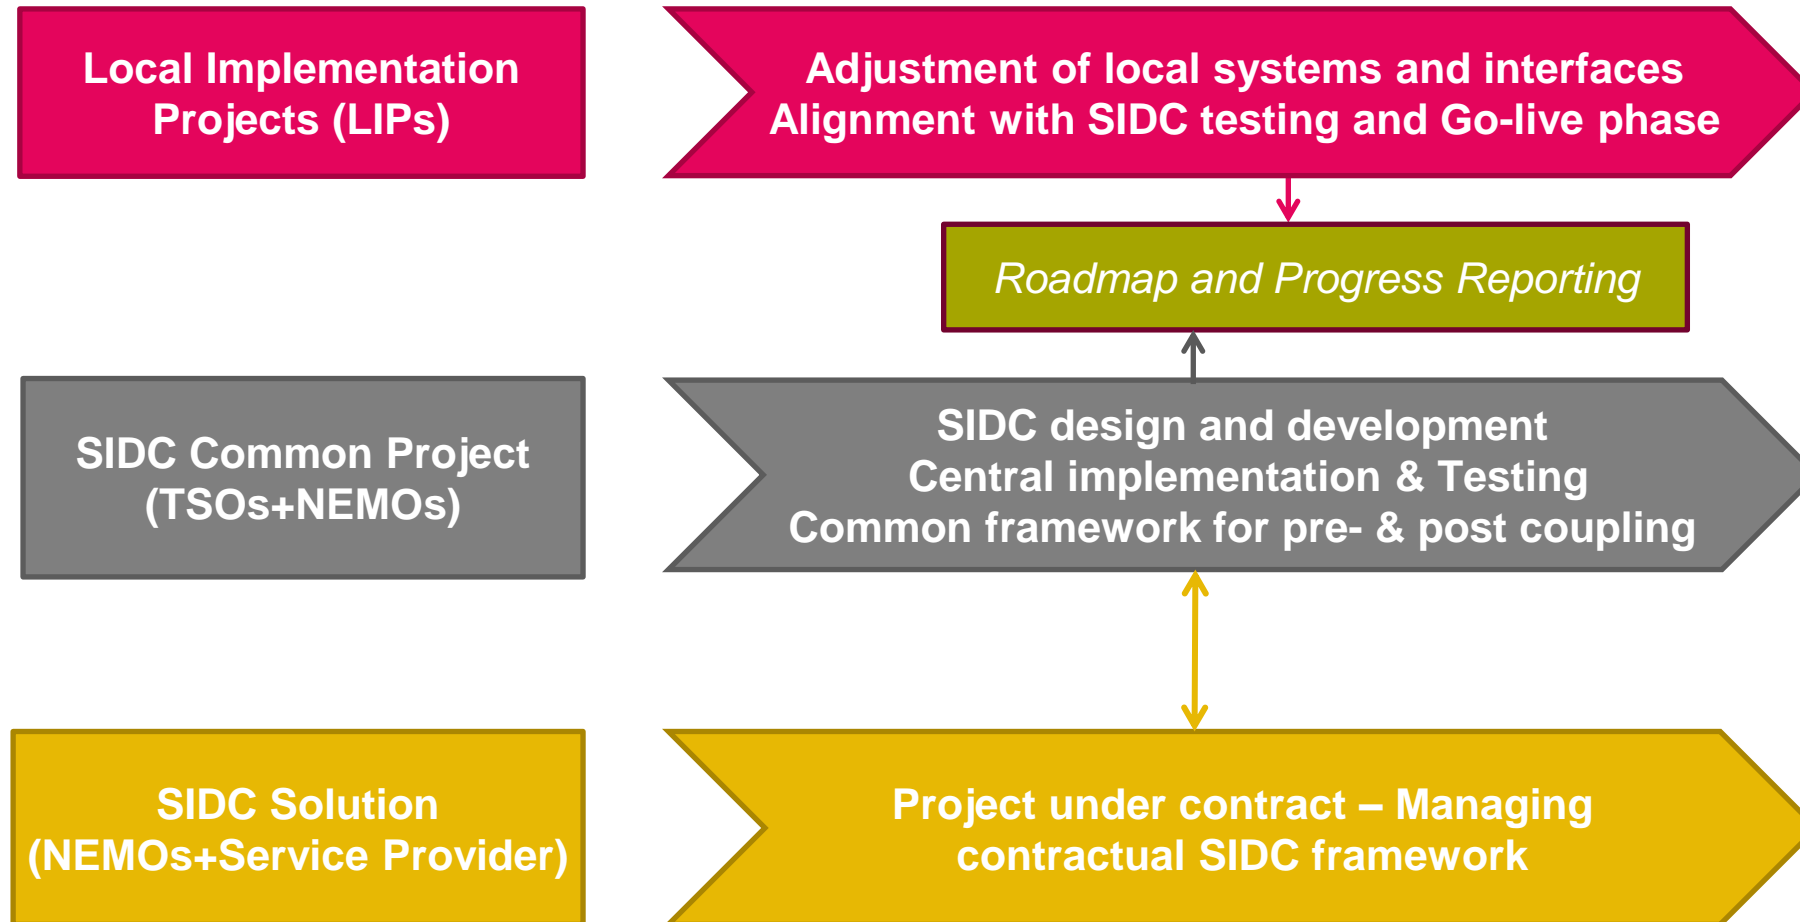 Local Implementation
Projects (LIPs)
Adjustment of local systems and interfaces
Alignment with SIDC testing and Go-live phase
Roadmap and Progress Reporting
SIDC Common Project
(TSOs+NEMOs)
SIDC design and development
Central implementation & Testing
Common framework for pre- & post coupling
SIDC Solution
(NEMOs+Service Provider)
Project under contract – Managing
contractual SIDC framework